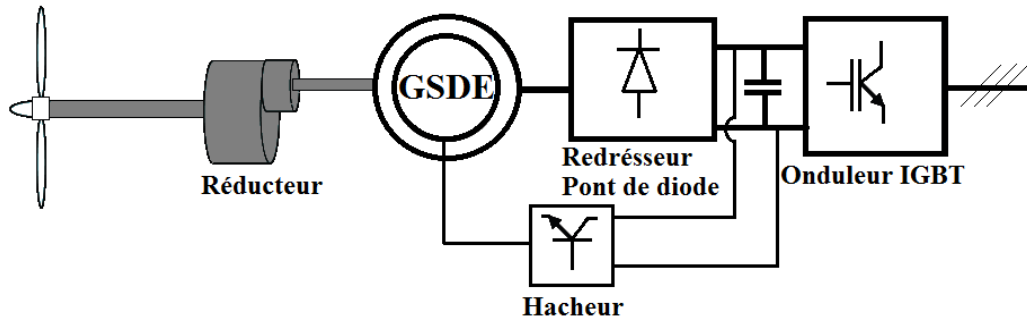 GSDE
Réducteur
Redrésseur
Pont de diode
Onduleur IGBT
Hacheur